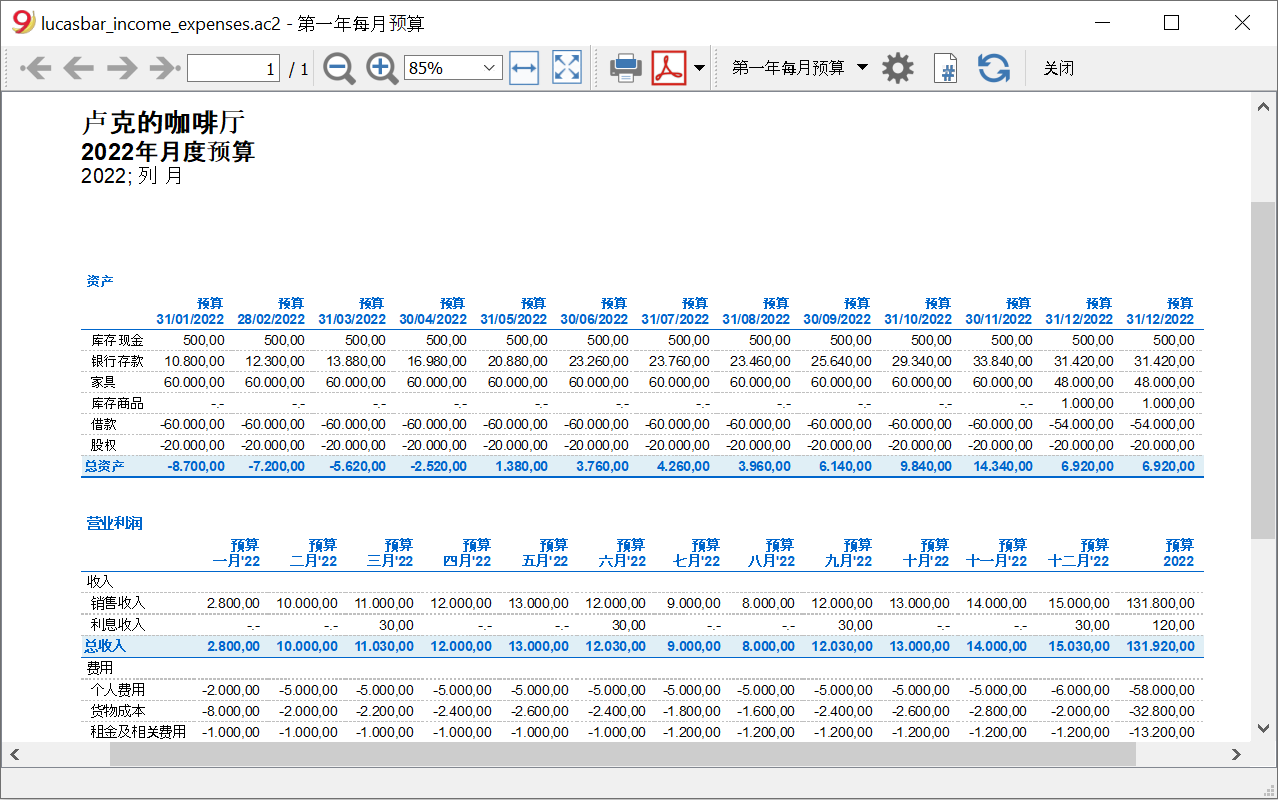 lucasbar_income_expenses.ac2 - 第一年每月预算
1 / 1 85% 第一年每月预算 # 关闭
卢克的咖啡厅
2022年月度预算
2022; 列 月
资产
预算 预算 预算 预算 预算 预算 预算 预算 预算 预算 预算 预算 预算
31/01/2022 28/02/2022 31/03/2022 30/04/2022 31/05/2022 30/06/2022 31/07/2022 31/08/2022 30/09/2022 31/10/2022 30/11/2022 31/12/2022 31/12/2022
库存现金 500,00 500,00 500,00 500,00 500,00 500,00 500,00 500,00 500,00 500,00 500,00 500,00 500,00
银行存款 10.800,00 12.300,00 13.880,00 16.980,00 20.880,00 23.260,00 23.760,00 23.460,00 25.640,00 29.340,00 33.840,00 31.420,00 31.420,00
家具 60.000,00 60.000,00 60.000,00 60.000,00 60.000,00 60.000,00 60.000,00 60.000,00 60.000,00 60.000,00 60.000,00 48.000,00 48.000,00
库存商品 -.- -.- -.- -.- -.- -.- -.- -.- -.- -.- -.- 1.000,00 1.000,00
借款 -60.000,00 -60.000,00 -60.000,00 -60.000,00 -60.000,00 -60.000,00 -60.000,00 -60.000,00 -60.000,00 -60.000,00 -60.000,00 -54.000,00 -54.000,00
股权 -20.000,00 -20.000,00 -20.000,00 -20.000,00 -20.000,00 -20.000,00 -20.000,00 -20.000,00 -20.000,00 -20.000,00 -20.000,00 -20.000,00 -20.000,00
总资产 -8.700,00 -7.200,00 -5.620,00 -2.520,00 1.380,00 3.760,00 4.260,00 3.960,00 6.140,00 9.840,00 14.340,00 6.920,00 6.920,00
营业利润
预算 预算 预算 预算 预算 预算 预算 预算 预算 预算 预算 预算 预算
一月'22 二月'22 三月'22 四月'22 五月'22 六月'22 七月'22 八月'22 九月'22 十月'22 十一月'22 十二月'22 2022
收入
销售收入 2.800,00 10.000,00 11.000,00 12.000,00 13.000,00 12.000,00 9.000,00 8.000,00 12.000,00 13.000,00 14.000,00 15.000,00 131.800,00
利息收入 -.- -.- 30,00 -.- -.- 30,00 -.- -.- 30,00 -.- -.- 30,00 120,00
总收入 2.800,00 10.000,00 11.030,00 12.000,00 13.000,00 12.030,00 9.000,00 8.000,00 12.030,00 13.000,00 14.000,00 15.030,00 131.920,00
费用
个人费用 -2.000,00 -5.000,00 -5.000,00 -5.000,00 -5.000,00 -5.000,00 -5.000,00 -5.000,00 -5.000,00 -5.000,00 -5.000,00 -6.000,00 -58.000,00
货物成本 -8.000,00 -2.000,00 -2.200,00 -2.400,00 -2.600,00 -2.400,00 -1.800,00 -1.600,00 -2.400,00 -2.600,00 -2.800,00 -2.000,00 -32.800,00
租金及相关费用 -1.000,00 -1.000,00 -1.000,00 -1.000,00 -1.000,00 -1.000,00 -1.200,00 -1.200,00 -1.200,00 -1.200,00 -1.200,00 -1.200,00 -13.200,00